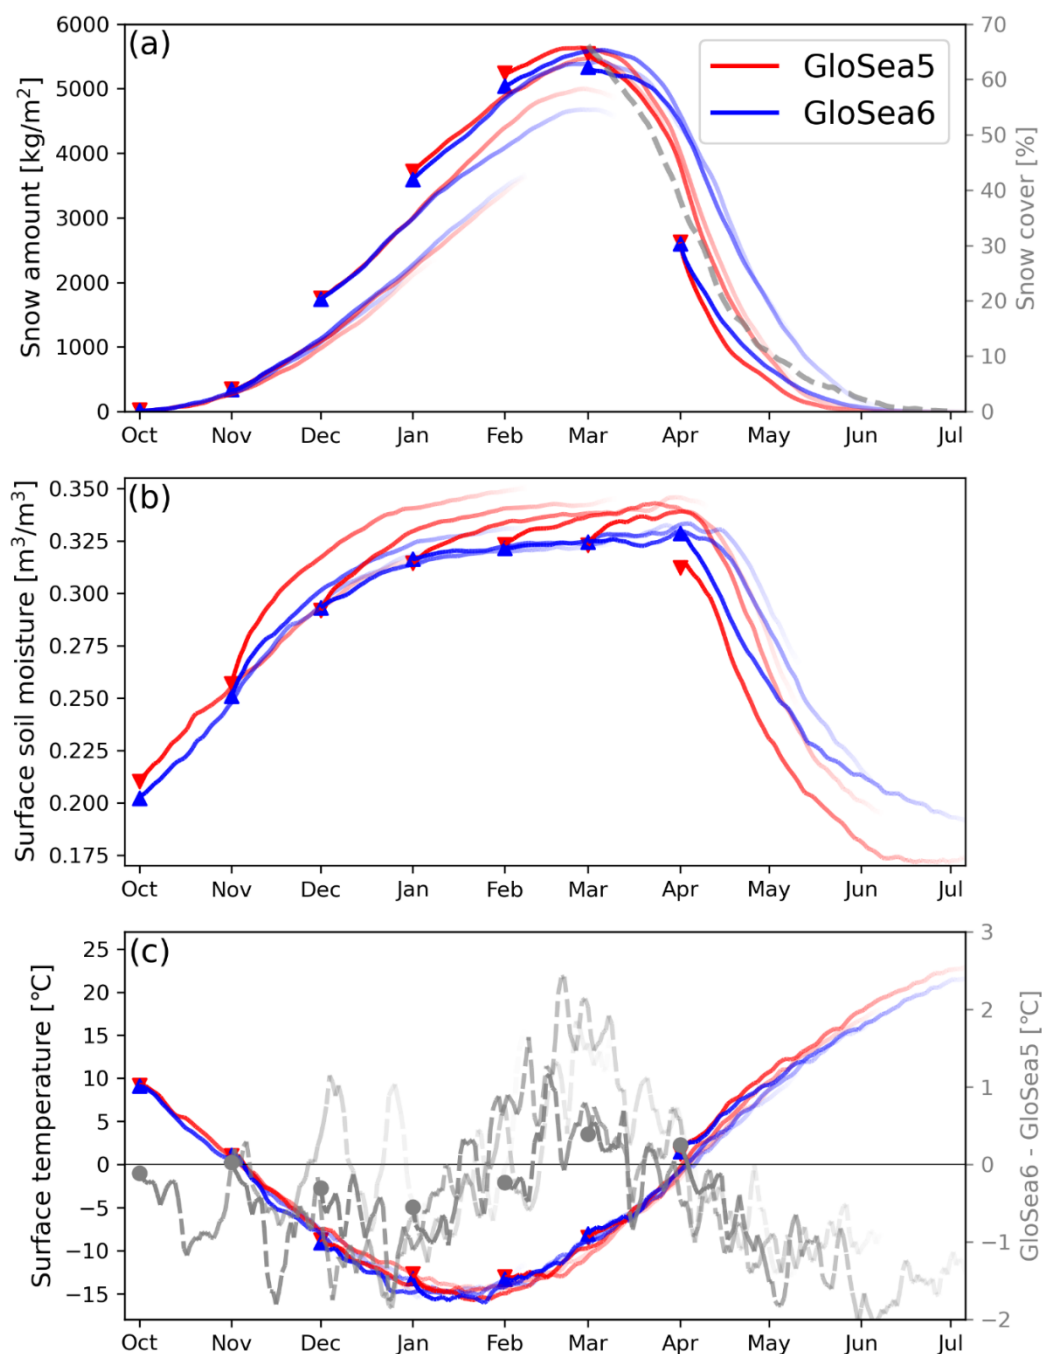 (a)
GloSea5
GloSea6
Snow amount [kg/m²]
6000
5000
4000
3000
2000
1000
0
Snow cover [%]
70
60
50
40
30
20
10
0
Oct Nov Dec Jan Feb Mar Apr May Jun Jul
(b)
Surface soil moisture [m³/m³]
0.350
0.325
0.300
0.275
0.250
0.225
0.200
0.175
Oct Nov Dec Jan Feb Mar Apr May Jun Jul
(c)
Surface temperature [℃]
25
20
15
10
5
0
−5
−10
−15
GloSea6 - GloSea5 [℃]
3
2
1
0
−1
−2
Oct Nov Dec Jan Feb Mar Apr May Jun Jul